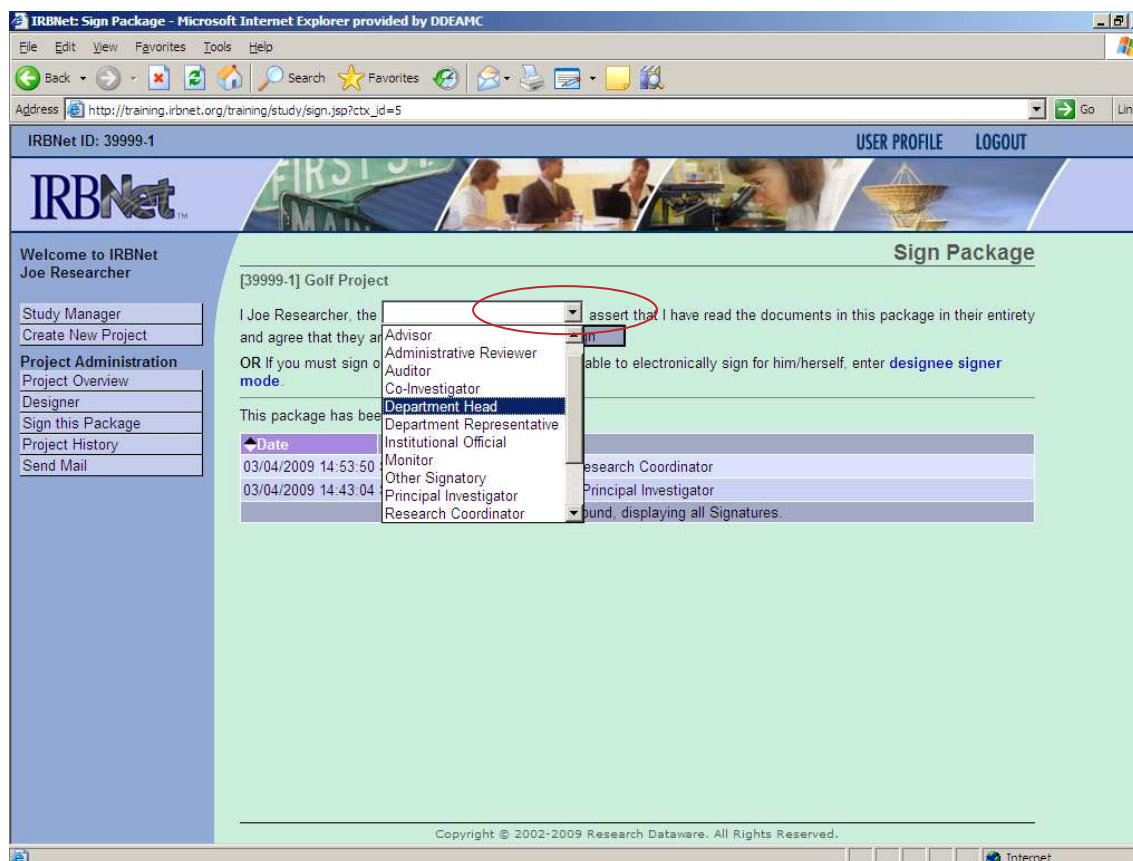 IRBNet: Sign Package - Microsoft Internet Explorer provided by DDEAMC
File Edit View Favorites Tools Help
Back Search Favorites
Address http://training.irbnet.org/training/study/sign.jsp?ctx_id=5 Go
IRBNet ID: 39999-1 USER PROFILE LOGOUT
FIRST ST
MAIN
IRBNet TM
Welcome to IRBNet
Joe Researcher
Study Manager
Create New Project
Project Administration
Project Overview
Designer
Sign this Package
Project History
Send Mail
Sign Package
[39999-1] Golf Project
I Joe Researcher, the assert that I have read the documents in this package in their entirety
and agree that they
OR If you must sign able to electronically sign for him/herself, enter designee signer
mode.
This package has
Advisor
Administrative Reviewer
Auditor
Co-Investigator
Department Head
Department Representative
Institutional Official
Monitor
Other Signatory
Principal Investigator
Research Coordinator
Date
03/04/2009 14:53:50 Research Coordinator
03/04/2009 14:43:04 Principal Investigator
displaying all Signatures.
Copyright © 2002-2009 Research Dataware. All Rights Reserved.
Internet